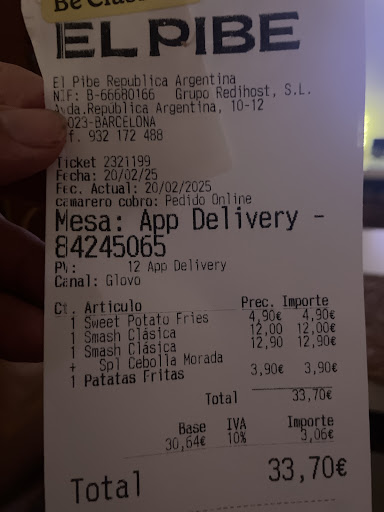 Be Clas
EL PIBE
El Pibe Republica Argentina
NIF: B-66680166 Grupo Redihost, S.L.
Avda.Republica Argentina, 10-12
023-BARCELONA
f. 932 172 488
Ticket 2321199
Fecha: 20/02/25
Fec. Actual: 20/02/2025
camarero cobro: Pedido Online
Mesa: App Delivery -
84245065
PV: 12 App Delivery
Canal: Glovo
Ct. Articulo Prec. Importe
1 Sweet Potato Fries 4,90€ 4,90€
1 Smash Clásica 12,00 12,00€
1 Smash Clásica 12,90 12,90€
+ Spl Cebolla Morada
1 Patatas Fritas 3,90€ 3,90€
Total 33,70€
Base IVA Importe
30,64€ 10% 3,06€
Total 33,70€